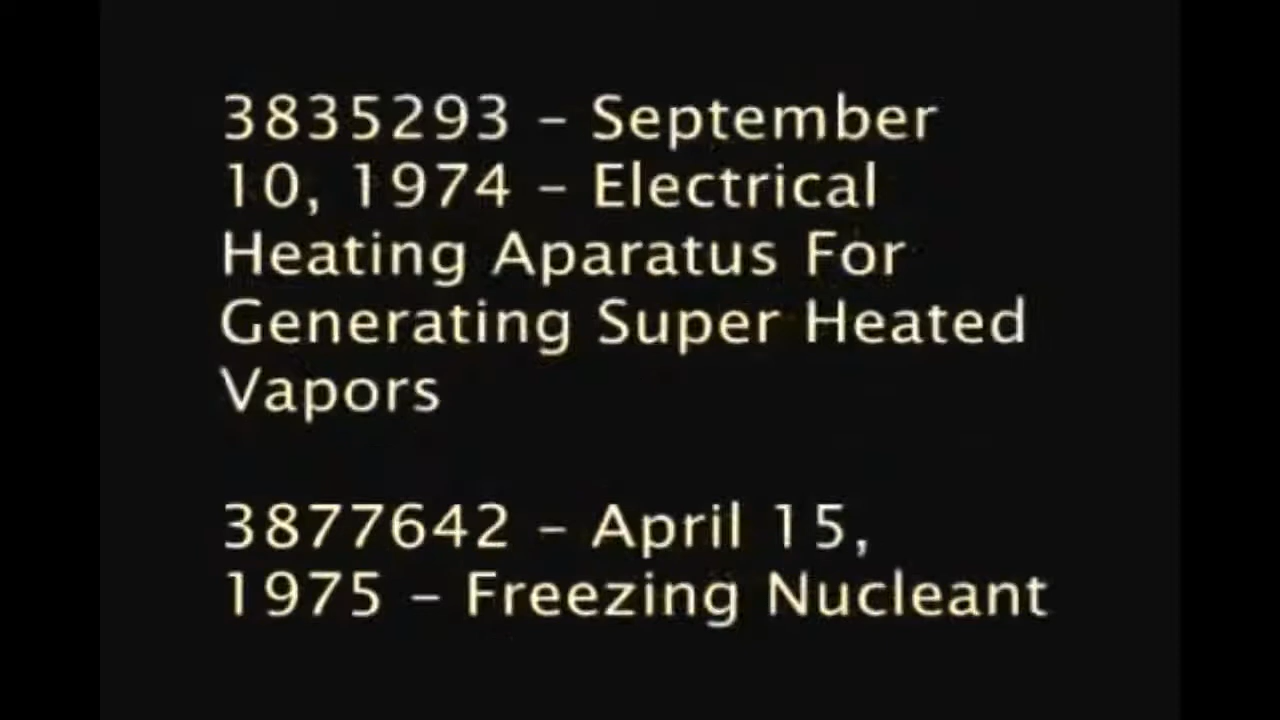 3835293 – September
10, 1974 – Electrical
Heating Aparatus For
Generating Super Heated
Vapors
3877642 – April 15,
1975 – Freezing Nucleant